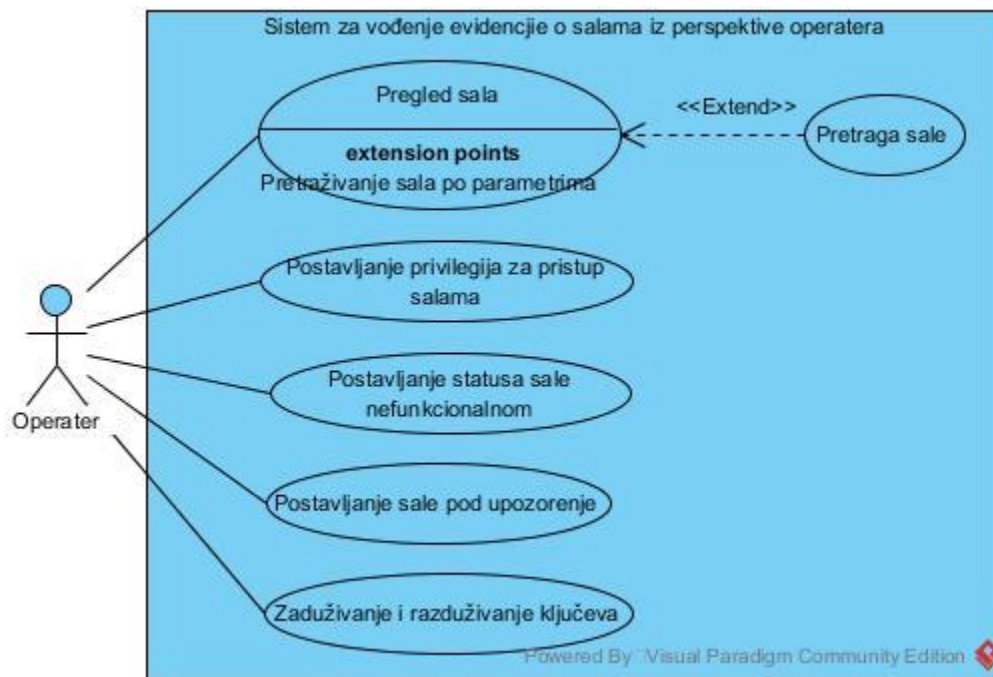 Sistem za vođenje evidencjie o salama iz perspektive operatera
Pregled sala
extension points
Pretraživanje sala po parametrima
<<Extend>>
Pretraga sale
Postavljanje privilegija za pristup
salama
Postavljanje statusa sale
nefunkcionalnom
Operater
Postavljanje sale pod upozorenje
Zaduživanje i razduživanje ključeva
Powered By Visual Paradigm Community Edition